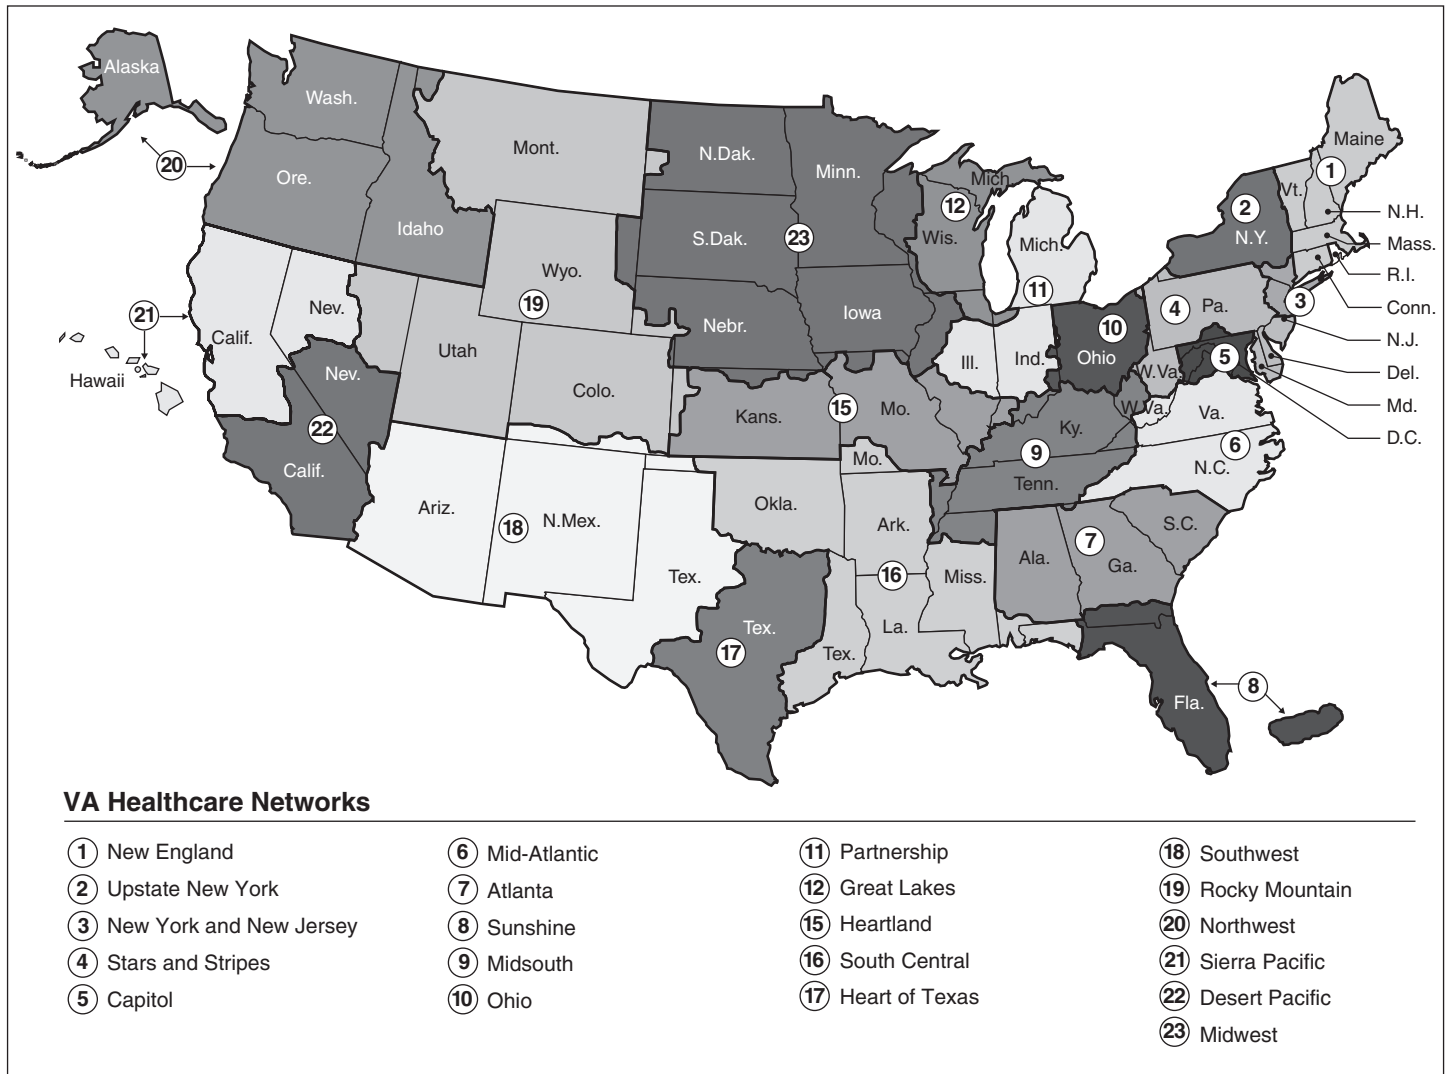 Alaska
Wash.
Mont.
N.Dak.
Minn.
Mich.
Maine
20
Ore.
Idaho
S.Dak.
23
12
Wis.
Mich.
11
2
N.Y.
Vt.
1
N.H.
Mass.
R.I.
Conn.
N.J.
Del.
Md.
D.C.
Wyo.
19
Nebr.
Iowa
21
Hawaii
Calif.
Nev.
Nev.
Utah
Colo.
Kans.
15
Mo.
Ill.
Ind.
10
Ohio
4
Pa.
3
5
W.Va.
W.Va.
Va.
6
N.C.
22
Calif.
Ariz.
18
N.Mex.
Okla.
Mo.
Ark.
Ky.
9
Tenn.
7
S.C.
Ala.
Ga.
Tex.
Tex.
17
Tex.
16
La.
Miss.
Fla.
8
VA Healthcare Networks
1 New England
2 Upstate New York
3 New York and New Jersey
4 Stars and Stripes
5 Capitol
6 Mid-Atlantic
7 Atlanta
8 Sunshine
9 Midsouth
10 Ohio
11 Partnership
12 Great Lakes
15 Heartland
16 South Central
17 Heart of Texas
18 Southwest
19 Rocky Mountain
20 Northwest
21 Sierra Pacific
22 Desert Pacific
23 Midwest